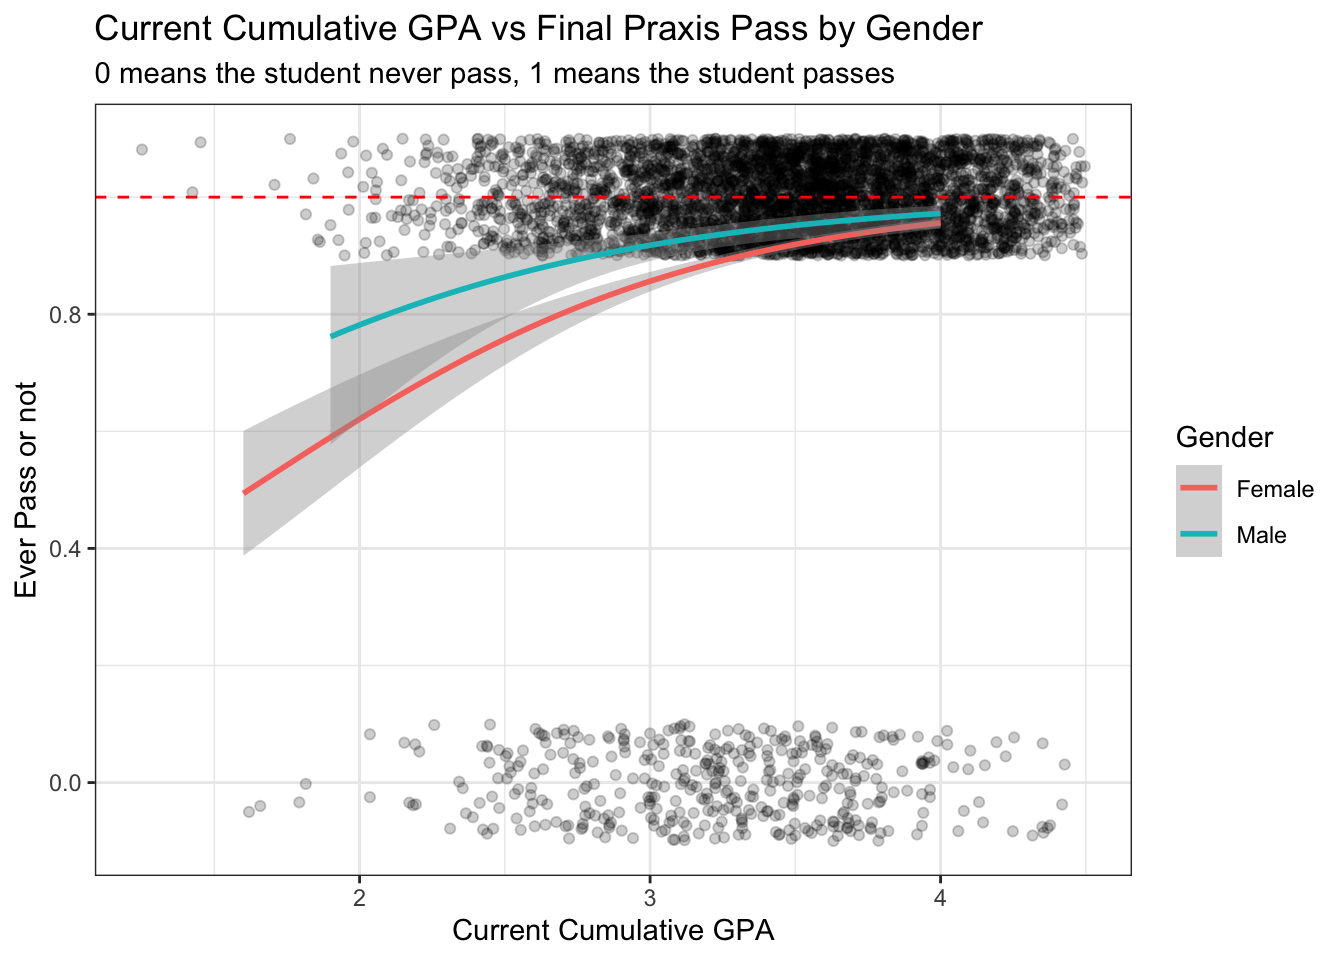 Current Cumulative GPA vs Final Praxis Pass by Gender
0 means the student never pass, 1 means the student passes
Ever Pass or not
0.8
0.4
0.0
2
3
4
Current Cumulative GPA
Gender
Female
Male